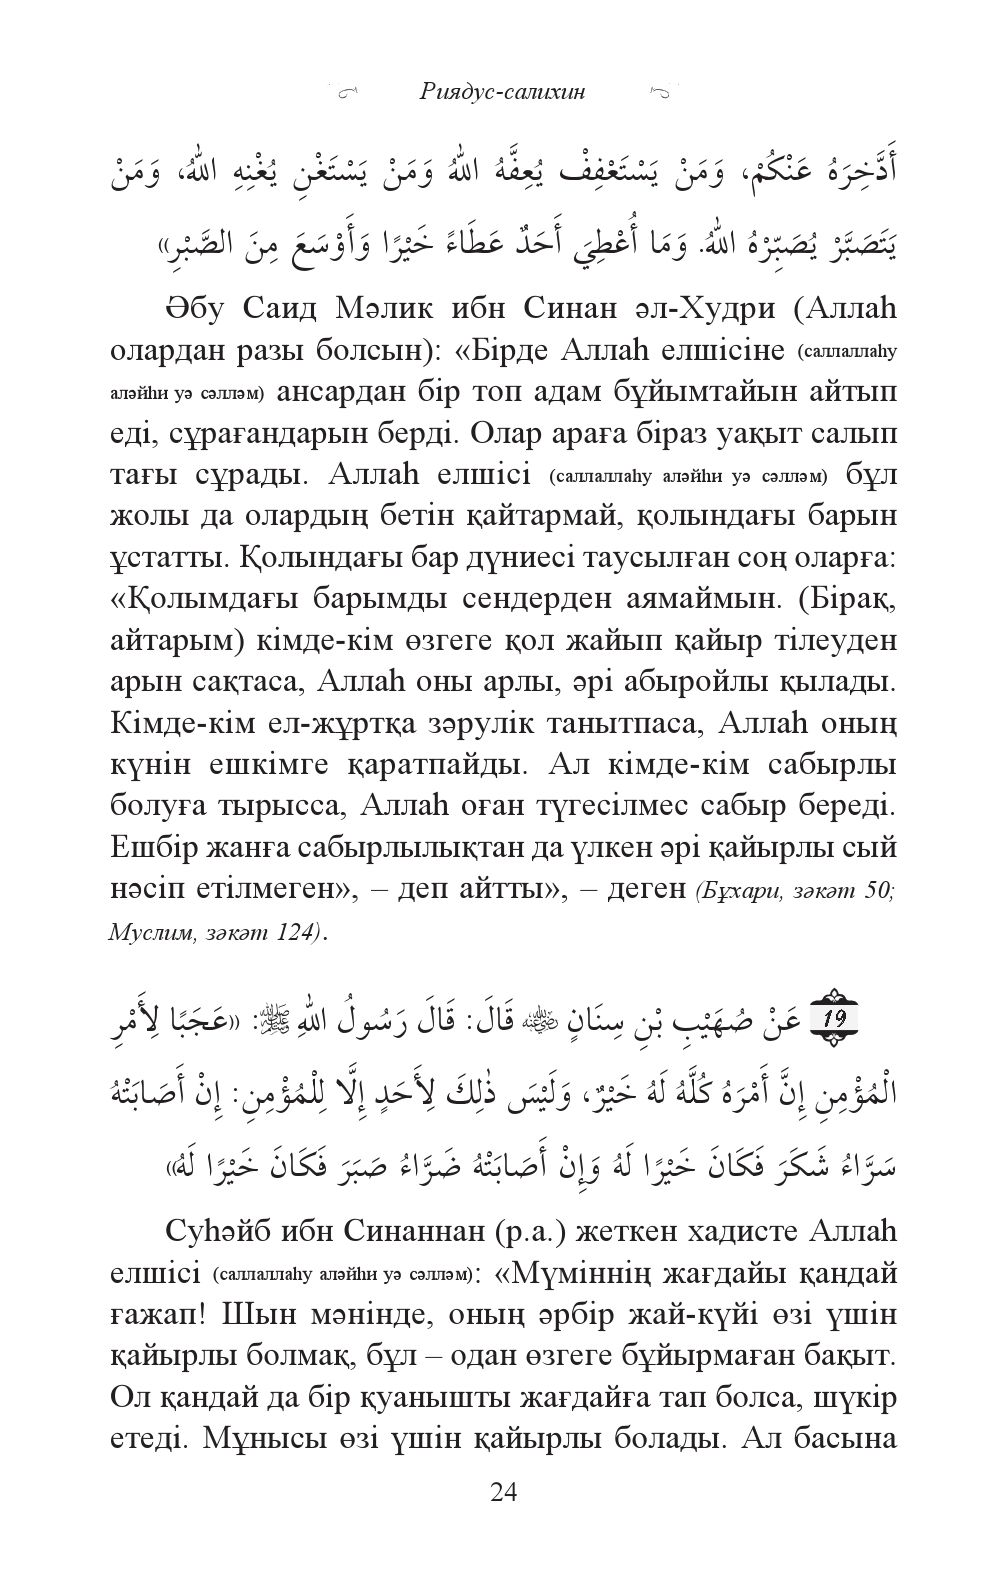 Риядус-салихин
أَدَّخِرَهُ عَنْكُمْ، وَمَنْ يَسْتَعْفِفْ يُعِفَّهُ اللهُ وَمَنْ يَسْتَغْنِ يُغْنِهِ اللهُ، وَمَنْ
يَتَصَبَّرْ يُصَبِّرْهُ اللهُ. وَمَا أُعْطِيَ أَحَدٌ عَطَاءً خَيْرًا وَأَوْسَعَ مِنَ الصَّبْرِ»
Әбу Саид Мәлик ибн Синан әл-Худри (Аллаһ
олардан разы болсын): «Бірде Аллаһ елшісіне (саллаллаһу
аләйһи уә сәлләм) ансардан бір топ адам бұйымтайын айтып
еді, сұрағандарын берді. Олар араға біраз уақыт салып
тағы сұрады. Аллаһ елшісі (саллаллаһу аләйһи уә сәлләм) бұл
жолы да олардың бетін қайтармай, қолындағы барын
ұстатты. Қолындағы бар дүниесі таусылған соң оларға:
«Қолымдағы барымды сендерден аямаймын. (Бірақ,
айтарым) кімде-кім өзгеге қол жайып қайыр тілеуден
арын сақтаса, Аллаһ оны арлы, әрі абыройлы қылады.
Кімде-кім ел-жұртқа зәрулік танытпаса, Аллаһ оның
күнін ешкімге қаратпайды. Ал кімде-кім сабырлы
болуға тырысса, Аллаһ оған түгесілмес сабыр береді.
Ешбір жанға сабырлылықтан да үлкен әрі қайырлы сый
нәсіп етілмеген», – деп айтты», – деген (Бұхари, зәкәт 50;
Муслим, зәкәт 124).
19 عَنْ صُهَيْبِ بْنِ سِنَانٍ رضي الله عنه قَالَ: قَالَ رَسُولُ اللهِ ﷺ: «عَجَبًا لِأَمْرِ
الْمُؤْمِنِ إِنَّ أَمْرَهُ كُلَّهُ لَهُ خَيْرٌ، وَلَيْسَ ذٰلِكَ لِأَحَدٍ إِلَّا لِلْمُؤْمِنِ: إِنْ أَصَابَتْهُ
سَرَّاءُ شَكَرَ فَكَانَ خَيْرًا لَهُ وَإِنْ أَصَابَتْهُ ضَرَّاءُ صَبَرَ فَكَانَ خَيْرًا لَهُ»
Суһәйб ибн Синаннан (р.а.) жеткен хадисте Аллаһ
елшісі (саллаллаһу аләйһи уә сәлләм): «Мүміннің жағдайы қандай
ғажап! Шын мәнінде, оның әрбір жай-күйі өзі үшін
қайырлы болмақ, бұл – одан өзгеге бұйырмаған бақыт.
Ол қандай да бір қуанышты жағдайға тап болса, шүкір
етеді. Мұнысы өзі үшін қайырлы болады. Ал басына
24